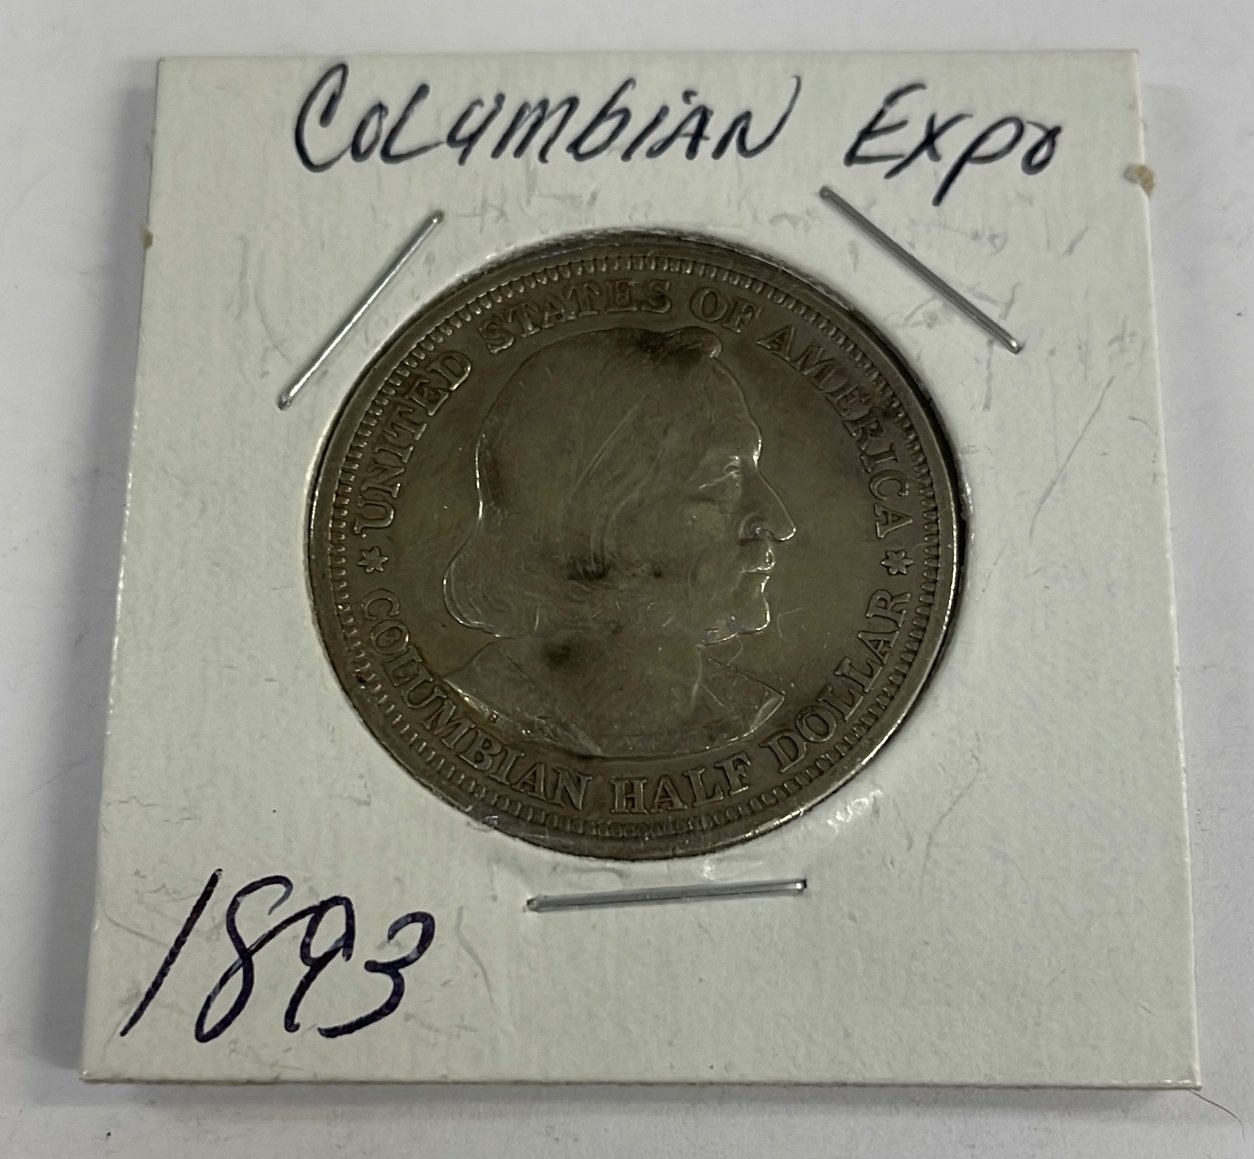 Columbian Expo
UNITED STATES OF AMERICA
COLUMBIAN HALF DOLLAR
1893